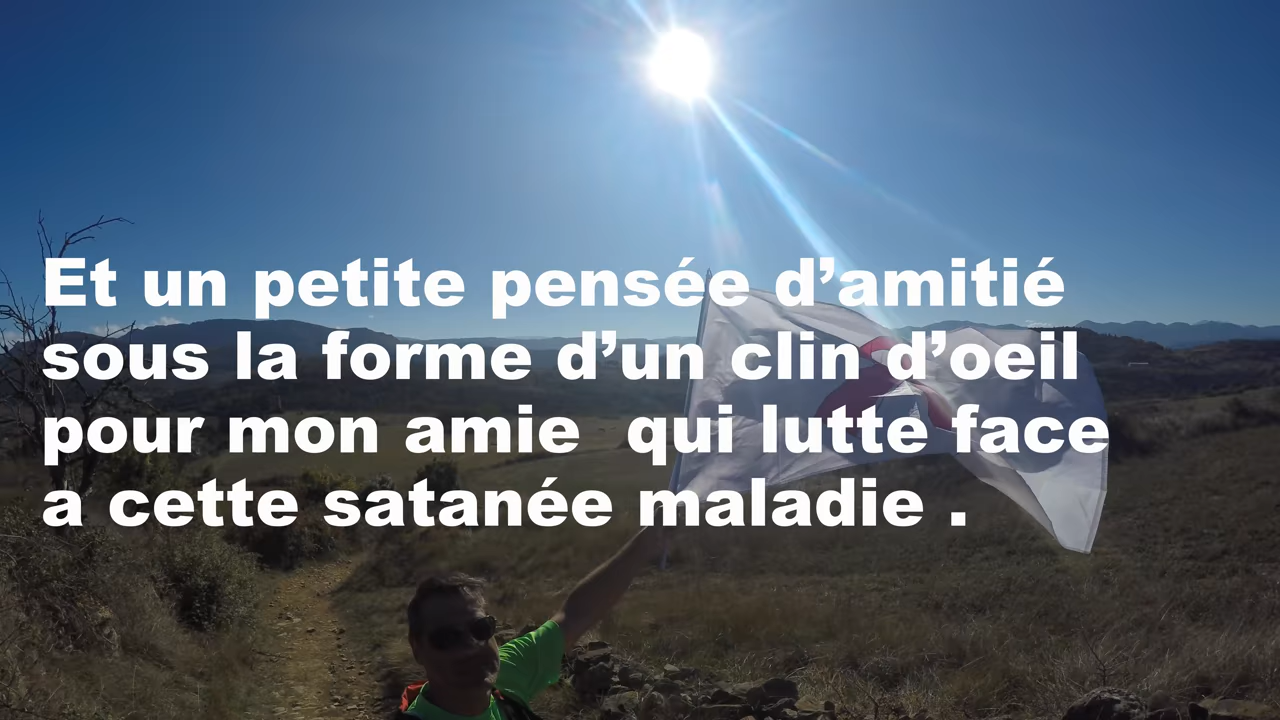 Et un petite pensée d’amitié
sous la forme d’un clin d’oeil
pour mon amie  qui lutte face
a cette satanée maladie .